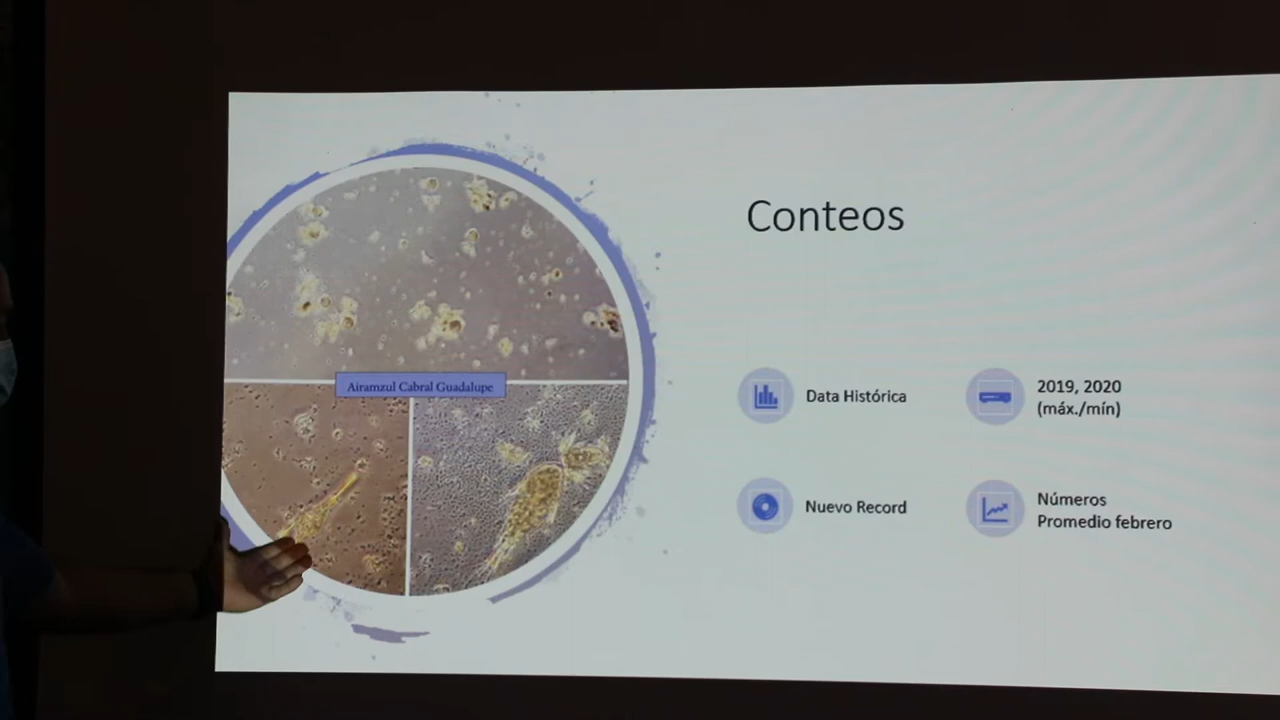 Conteos
Airamzul Cabral Guadalupe
Data Histórica
2019, 2020
(máx./mín)
Nuevo Record
Números
Promedio febrero